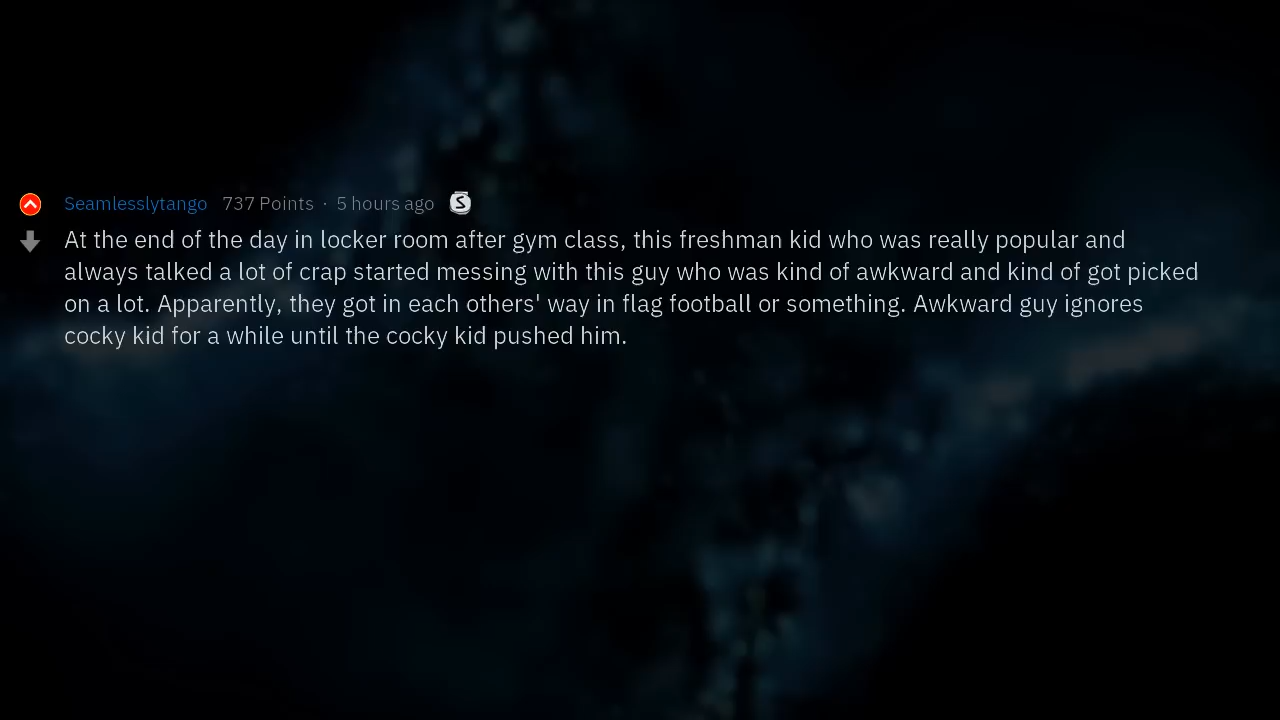 Seamlesslytango 737 Points · 5 hours ago S
At the end of the day in locker room after gym class, this freshman kid who was really popular and
always talked a lot of crap started messing with this guy who was kind of awkward and kind of got picked
on a lot. Apparently, they got in each others' way in flag football or something. Awkward guy ignores
cocky kid for a while until the cocky kid pushed him.